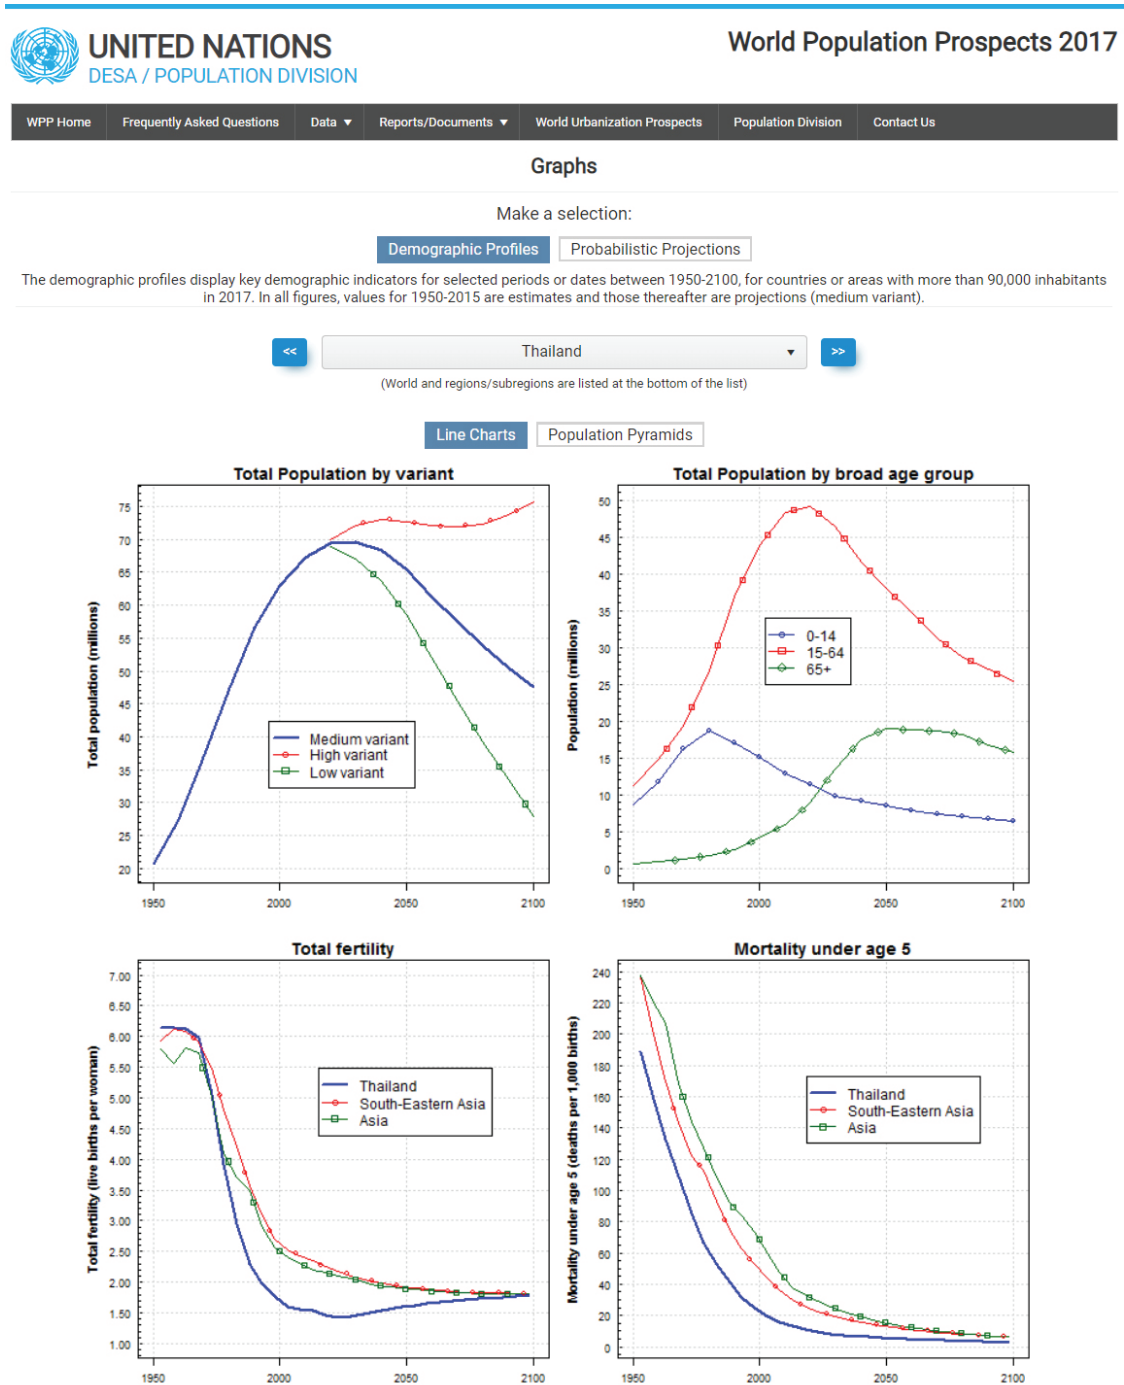 UNITED NATIONS
DESA / POPULATION DIVISION
World Population Prospects 2017
WPP Home Frequently Asked Questions Data ▼ Reports/Documents ▼ World Urbanization Prospects Population Division Contact Us
Graphs
Make a selection:
Demographic Profiles Probabilistic Projections
The demographic profiles display key demographic indicators for selected periods or dates between 1950-2100, for countries or areas with more than 90,000 inhabitants
in 2017. In all figures, values for 1950-2015 are estimates and those thereafter are projections (medium variant).
<< Thailand ▼ >>
(World and regions/subregions are listed at the bottom of the list)
Line Charts Population Pyramids
Total Population by variant
Total population (millions)
75
70
65
60
55
50
45
40
35
30
25
20
Medium variant
High variant
Low variant
1950 2000 2050 2100
Total Population by broad age group
Population (millions)
50
45
40
35
30
25
20
15
10
5
0
0-14
15-64
65+
1950 2000 2050 2100
Total fertility
Total fertility (live births per woman)
7.00
6.50
6.00
5.50
5.00
4.50
4.00
3.50
3.00
2.50
2.00
1.50
1.00
Thailand
South-Eastern Asia
Asia
1950 2000 2050 2100
Mortality under age 5
Mortality under age 5 (deaths per 1,000 births)
240
220
200
180
160
140
120
100
80
60
40
20
0
Thailand
South-Eastern Asia
Asia
1950 2000 2050 2100